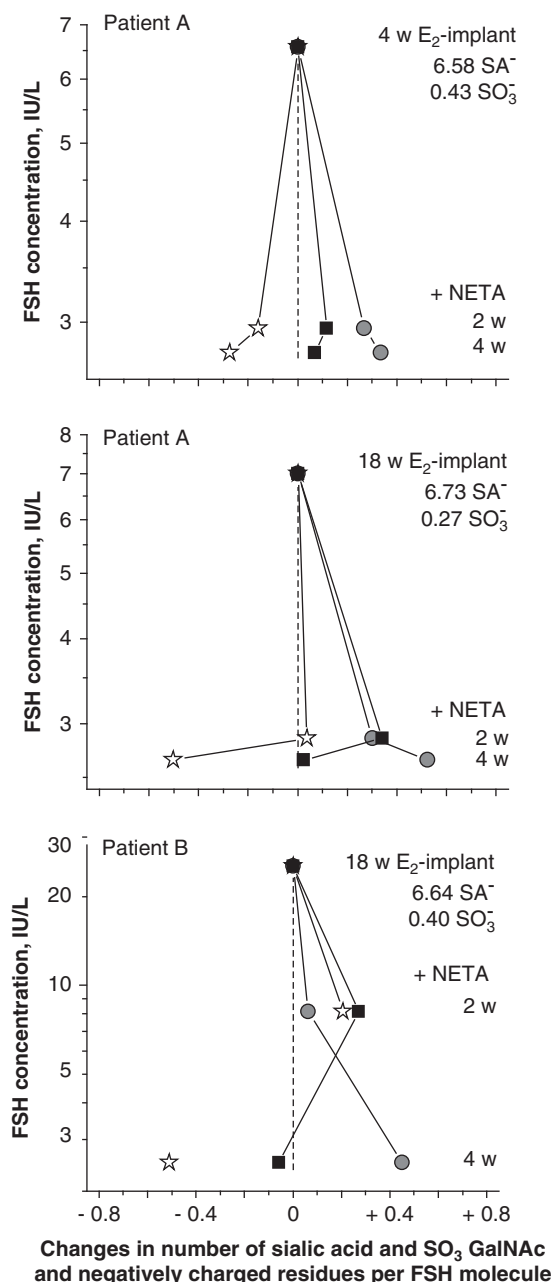 Patient A
4 w E₂-implant
6.58 SA⁻
0.43 SO₃⁻
7
6
5
4
3
FSH concentration, IU/L
+ NETA
2 w
4 w
Patient A
18 w E₂-implant
6.73 SA⁻
0.27 SO₃⁻
8
7
6
5
4
3
FSH concentration, IU/L
+ NETA
2 w
4 w
Patient B
18 w E₂-implant
6.64 SA⁻
0.40 SO₃⁻
30
20
10
5
3
FSH concentration, IU/L
+ NETA
2 w
4 w
- 0.8 - 0.4 0 + 0.4 + 0.8
Changes in number of sialic acid and SO₃ GalNAc
and negatively charged residues per FSH molecule